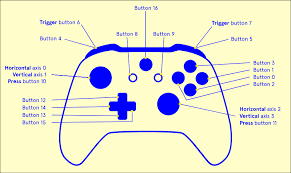 Button 16
Trigger button 6
Trigger button 7
Button 4
Button 8
Button 9
Button 5
Horizontal axis 0
Vertical axis 1
Press button 10
Button 3
Button 1
Button 0
Button 2
Button 12
Button 14
Button 13
Button 15
Horizontal axis 2
Vertical axis 3
Press button 11